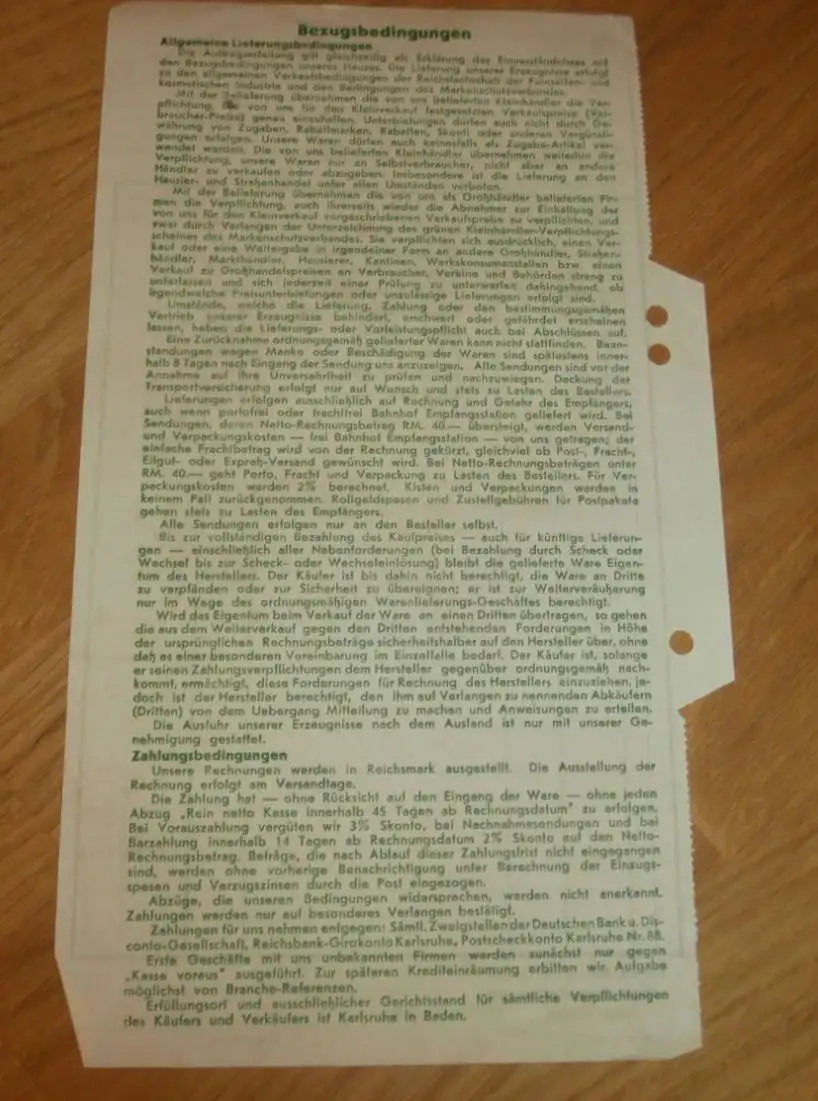 Bezugsbedingungen
Allgemeine Lieferungsbedingungen
Die Auftragserteilung gilt gleichzeitig als Erklärung des Einverständnisses mit
den Bezugsbedingungen unseres Hauses. Die Lieferung unserer Erzeugnisse erfolgt
zu den allgemeinen Verkaufsbedingungen der Reichsfachschaft der Feinseifen- und
kosmetischen Industrie und den Bedingungen des Markenschutzverbandes.
Mit der Belieferung übernehmen die von uns belieferten Kleinhändler die Ver-
pflichtung, die von uns für den Kleinverkauf festgesetzten Verkaufspreise (Ver-
braucher-Preise) genau einzuhalten. Unterbietungen dürfen auch nicht durch Ge-
währung von Zugaben, Rabattmarken, Rabatten, Skonti oder anderen Vergünsti-
gungen erfolgen. Unsere Waren dürfen auch keinesfalls als Zugabe-Artikel ver-
wendet werden. Die von uns belieferten Kleinhändler übernehmen weiterhin die
Verpflichtung, unsere Waren nur an Selbstverbraucher, nicht aber an andere
Händler zu verkaufen oder abzugeben. Insbesondere ist die Lieferung an den
Hausier- und Straßenhandel unter allen Umständen verboten.
Mit der Belieferung übernehmen die von uns als Großhändler belieferten Fir-
men die Verpflichtung, auch ihrerseits wieder die Abnehmer zur Einhaltung der
von uns für den Kleinverkauf vorgeschriebenen Verkaufspreise zu verpflichten, und
zwar durch Verlangen der Unterzeichnung des grünen Kleinhändler-Verpflichtungs-
scheines des Markenschutzverbandes. Sie verpflichten sich ausdrücklich, einen Ver-
kauf oder eine Weitergabe in irgendeiner Form an andere Großhändler, Straßen-
händler, Markthändler, Hausierer, Kantinen, Werkskonsumanstalten bzw. einen
Verkauf zu Großhandelspreisen an Verbraucher, Vereine und Behörden streng zu
unterlassen und sich jederzeit einer Prüfung zu unterwerfen dahingehend, ob
irgendwelche Preisunterbietungen oder unzulässige Lieferungen erfolgt sind.
Umstände, welche die Lieferung, Zahlung oder den bestimmungsgemäßen
Vertrieb unserer Erzeugnisse behindert, erschwert oder gefährdet erscheinen
lassen, heben die Lieferungs- oder Vorleistungspflicht auch bei Abschlüssen auf.
Eine Zurücknahme ordnungsgemäß gelieferter Waren kann nicht stattfinden. Bean-
standungen wegen Manko oder Beschädigung der Waren sind spätestens inner-
halb 8 Tagen nach Eingang der Sendung uns anzuzeigen. Alle Sendungen sind vor der
Annahme auf ihre Unversehrtheit zu prüfen und nachzuwiegen. Deckung der
Transportversicherung erfolgt nur auf Wunsch und stets zu Lasten des Bestellers.
Lieferungen erfolgen ausschließlich auf Rechnung und Gefahr des Empfängers,
auch wenn portofrei oder frachtfrei Bahnhof Empfangsstation geliefert wird. Bei
Sendungen, deren Netto-Rechnungsbetrag RM. 40.— übersteigt, werden Versand-
und Verpackungskosten — frei Bahnhof Empfangsstation — von uns getragen; der
einfache Frachtbetrag wird von der Rechnung gekürzt, gleichviel ob Post-, Fracht-,
Eilgut- oder Expreß-Versand gewünscht wird. Bei Netto-Rechnungsbeträgen unter
RM. 40.— geht Porto, Fracht und Verpackung zu Lasten des Bestellers. Für Ver-
packungskosten werden 2% berechnet. Kisten und Verpackungen werden in
keinem Fall zurückgenommen. Rollgeldspesen und Zustellgebühren für Postpakete
gehen stets zu Lasten des Empfängers.
Alle Sendungen erfolgen nur an den Besteller selbst.
Bis zur vollständigen Bezahlung des Kaufpreises — auch für künftige Lieferun-
gen — einschließlich aller Nebenforderungen (bei Bezahlung durch Scheck oder
Wechsel bis zur Scheck- oder Wechseleinlösung) bleibt die gelieferte Ware Eigen-
tum des Herstellers. Der Käufer ist bis dahin nicht berechtigt, die Ware an Dritte
zu verpfänden oder zur Sicherheit zu übereignen; er ist zur Weiterveräußerung
nur im Wege des ordnungsmäßigen Warenlieferungs-Geschäftes berechtigt.
Wird das Eigentum beim Verkauf der Ware an einen Dritten übertragen, so gehen
die aus dem Weiterverkauf gegen den Dritten entstehenden Forderungen in Höhe
der ursprünglichen Rechnungsbeträge sicherheitshalber auf den Hersteller über, ohne
daß es einer besonderen Vereinbarung im Einzelfalle bedarf. Der Käufer ist, solange
er seinen Zahlungsverpflichtungen dem Hersteller gegenüber ordnungsgemäß nach-
kommt, ermächtigt, diese Forderungen für Rechnung des Herstellers einzuziehen, je-
doch ist der Hersteller berechtigt, den ihm auf Verlangen zu nennenden Abkäufern
(Dritten) von dem Uebergang Mitteilung zu machen und Anweisungen zu erteilen.
Die Ausfuhr unserer Erzeugnisse nach dem Ausland ist nur mit unserer Ge-
nehmigung gestattet.
Zahlungsbedingungen
Unsere Rechnungen werden in Reichsmark ausgestellt. Die Ausstellung der
Rechnung erfolgt am Versandtage.
Die Zahlung hat — ohne Rücksicht auf den Eingang der Ware — ohne jeden
Abzug „Rein netto Kasse innerhalb 45 Tagen ab Rechnungsdatum" zu erfolgen.
Bei Vorauszahlung vergüten wir 3% Skonto, bei Nachnahmesendungen und bei
Barzahlung innerhalb 14 Tagen ab Rechnungsdatum 2% Skonto auf den Netto-
Rechnungsbetrag. Beträge, die nach Ablauf dieser Zahlungsfrist nicht eingegangen
sind, werden ohne vorherige Benachrichtigung unter Berechnung der Einzugs-
spesen und Verzugszinsen durch die Post eingezogen.
Abzüge, die unseren Bedingungen widersprechen, werden nicht anerkannt.
Zahlungen werden nur auf besonderes Verlangen bestätigt.
Zahlungen für uns nehmen entgegen: Sämtl. Zweigstellen der Deutschen Bank u. Dis-
conto-Gesellschaft, Reichsbank-Girokonto Karlsruhe, Postscheckkonto Karlsruhe Nr. 88.
Erste Geschäfte mit uns unbekannten Firmen werden zunächst nur gegen
„Kasse voraus" ausgeführt. Zur späteren Krediteinräumung erbitten wir Aufgabe
möglichst von Branche-Referenzen.
Erfüllungsort und ausschließlicher Gerichtsstand für sämtliche Verpflichtungen
des Käufers und Verkäufers ist Karlsruhe in Baden.